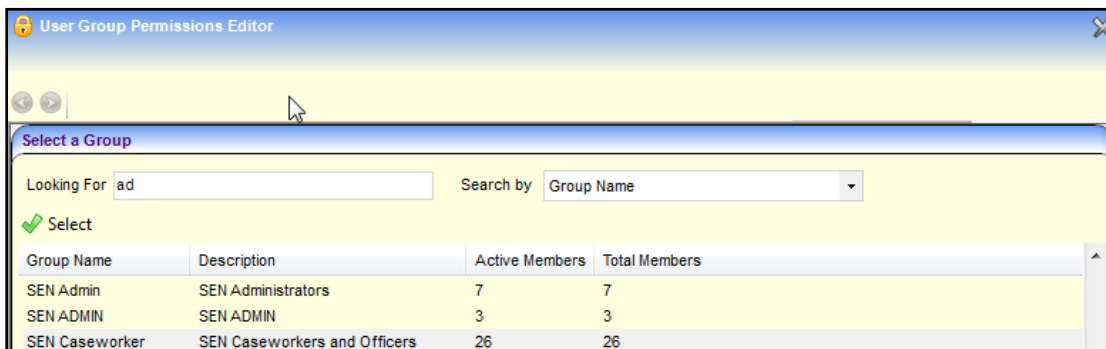 User Group Permissions Editor
Select a Group
Looking For ad Search by Group Name
Select
Group Name Description Active Members Total Members
SEN Admin SEN Administrators 7 7
SEN ADMIN SEN ADMIN 3 3
SEN Caseworker SEN Caseworkers and Officers 26 26